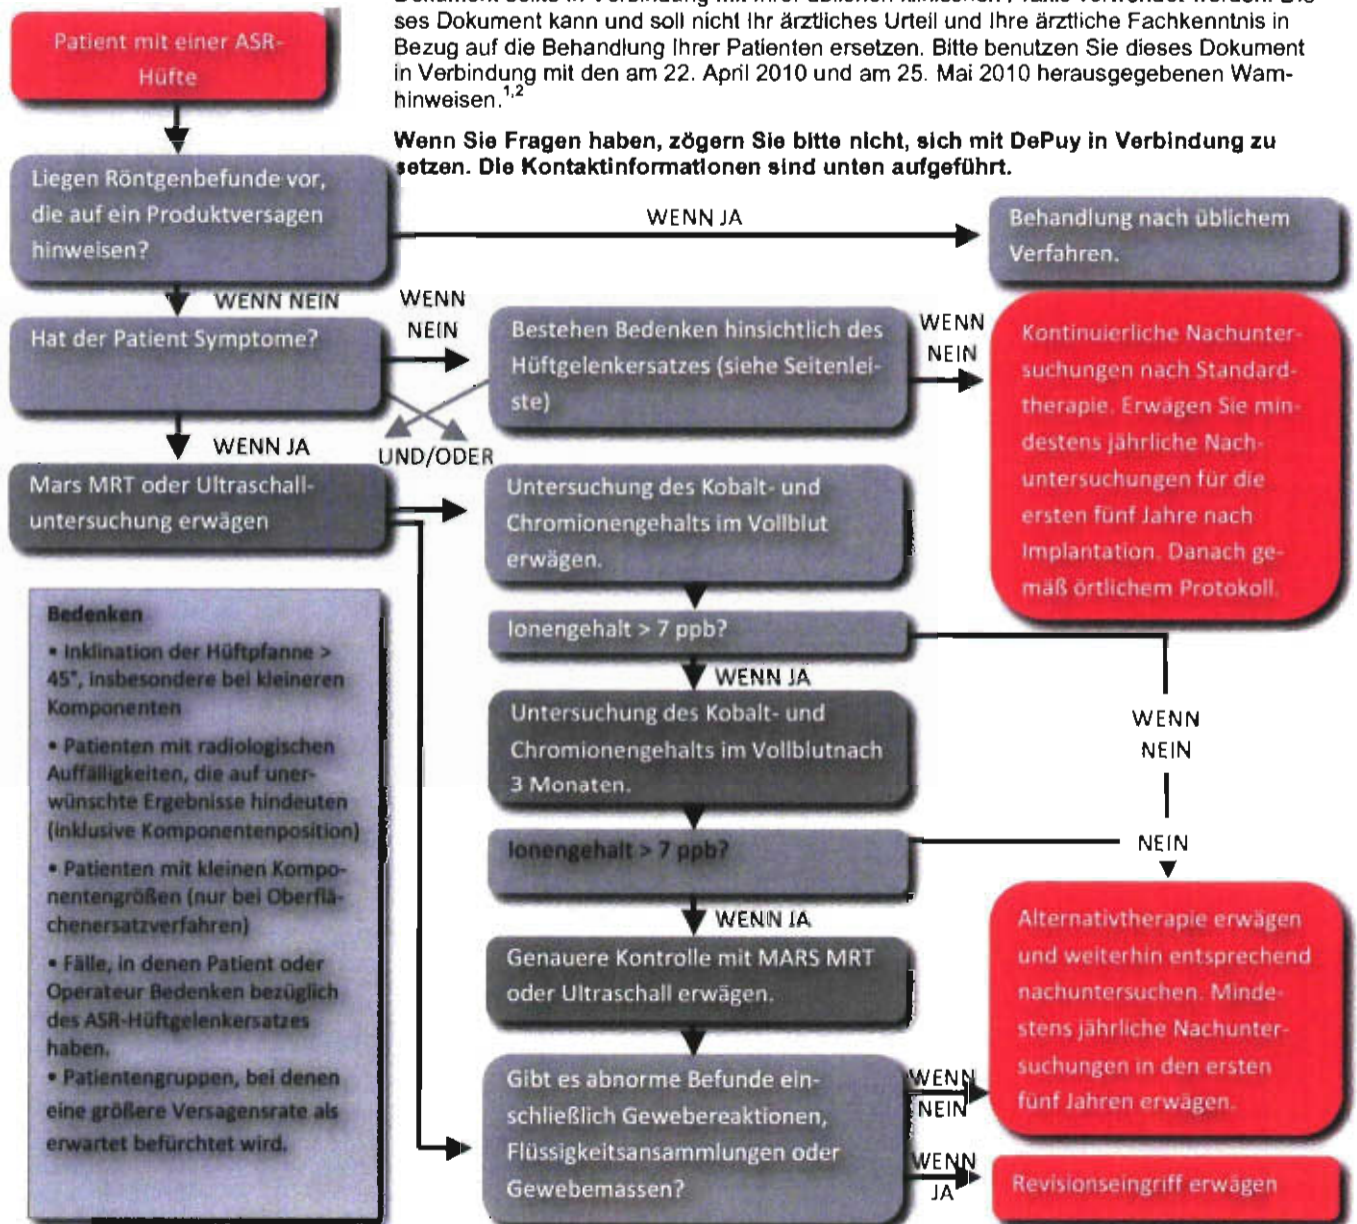 ses Dokument kann und soll nicht Ihr ärztliches Urteil und Ihre ärztliche Fachkenntnis in
Bezug auf die Behandlung Ihrer Patienten ersetzen. Bitte benutzen Sie dieses Dokument
in Verbindung mit den am 22. April 2010 und am 25. Mai 2010 herausgegebenen Warn-
hinweisen.1,2
Wenn Sie Fragen haben, zögern Sie bitte nicht, sich mit DePuy in Verbindung zu
setzen. Die Kontaktinformationen sind unten aufgeführt.
Patient mit einer ASR-
Hüfte
Liegen Röntgenbefunde vor,
die auf ein Produktversagen
hinweisen?
WENN JA
Behandlung nach üblichem
Verfahren.
WENN NEIN
Hat der Patient Symptome?
WENN
NEIN
Bestehen Bedenken hinsichtlich des
Hüftgelenkersatzes (siehe Seitenlei-
ste)
WENN
NEIN
Kontinuierliche Nachunter-
suchungen nach Standard-
therapie. Erwägen Sie min-
destens jährliche Nach-
untersuchungen für die
ersten fünf Jahre nach
Implantation. Danach ge-
mäß örtlichem Protokoll.
WENN JA
UND/ODER
Mars MRT oder Ultraschall-
untersuchung erwägen
Untersuchung des Kobalt- und
Chromionengehalts im Vollblut
erwägen.
Ionengehalt > 7 ppb?
WENN JA
Untersuchung des Kobalt- und
Chromionengehalts im Vollblutnach
3 Monaten.
WENN
NEIN
Ionengehalt > 7 ppb?
NEIN
WENN JA
Genauere Kontrolle mit MARS MRT
oder Ultraschall erwägen.
Alternativtherapie erwägen
und weiterhin entsprechend
nachuntersuchen. Minde-
stens jährliche Nachunter-
suchungen in den ersten
fünf Jahren erwägen.
Gibt es abnorme Befunde ein-
schließlich Gewebereaktionen,
Flüssigkeitsansammlungen oder
Gewebemassen?
WENN
NEIN
WENN
JA
Revisionseingriff erwägen
Bedenken
• Inklination der Hüftpfanne >
45°, insbesondere bei kleineren
Komponenten
• Patienten mit radiologischen
Auffälligkeiten, die auf uner-
wünschte Ergebnisse hindeuten
(inklusive Komponentenposition)
• Patienten mit kleinen Kompo-
nentengrößen (nur bei Oberflä-
chenersatzverfahren)
• Fälle, in denen Patient oder
Operateur Bedenken bezüglich
des ASR-Hüftgelenkersatzes
haben.
• Patientengruppen, bei denen
eine größere Versagensrate als
erwartet befürchtet wird.